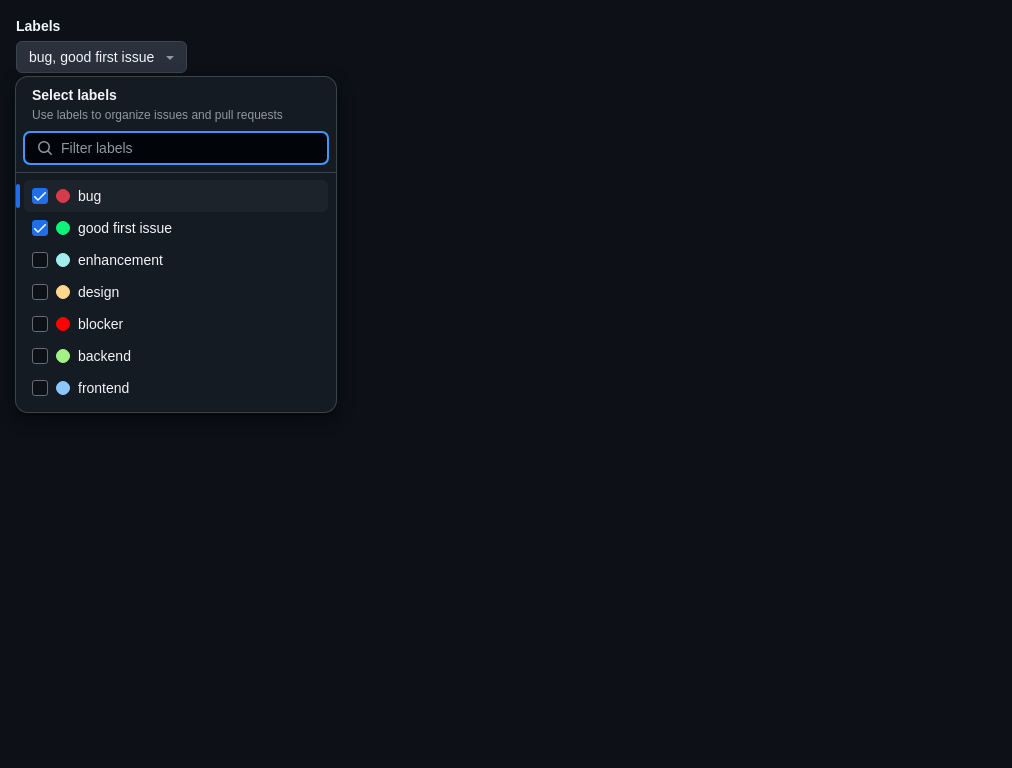 Labels
bug, good first issue
Select labels
Use labels to organize issues and pull requests
Filter labels
bug
good first issue
enhancement
design
blocker
backend
frontend